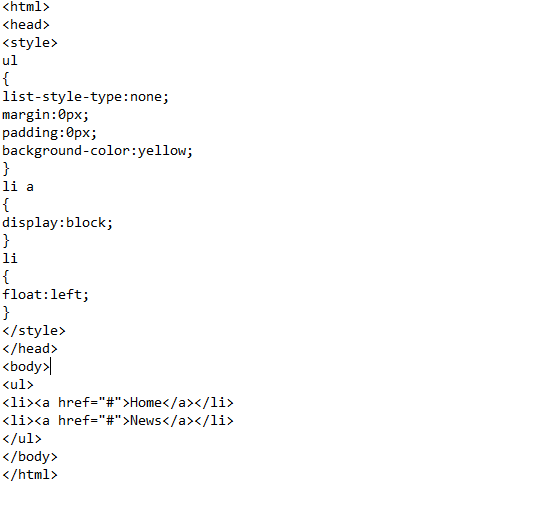 <html>
<head>
<style>
ul
{
list-style-type:none;
margin:0px;
padding:0px;
background-color:yellow;
}
li a
{
display:block;
}
li
{
float:left;
}
</style>
</head>
<body>
<ul>
<li><a href="#">Home</a></li>
<li><a href="#">News</a></li>
</ul>
</body>
</html>